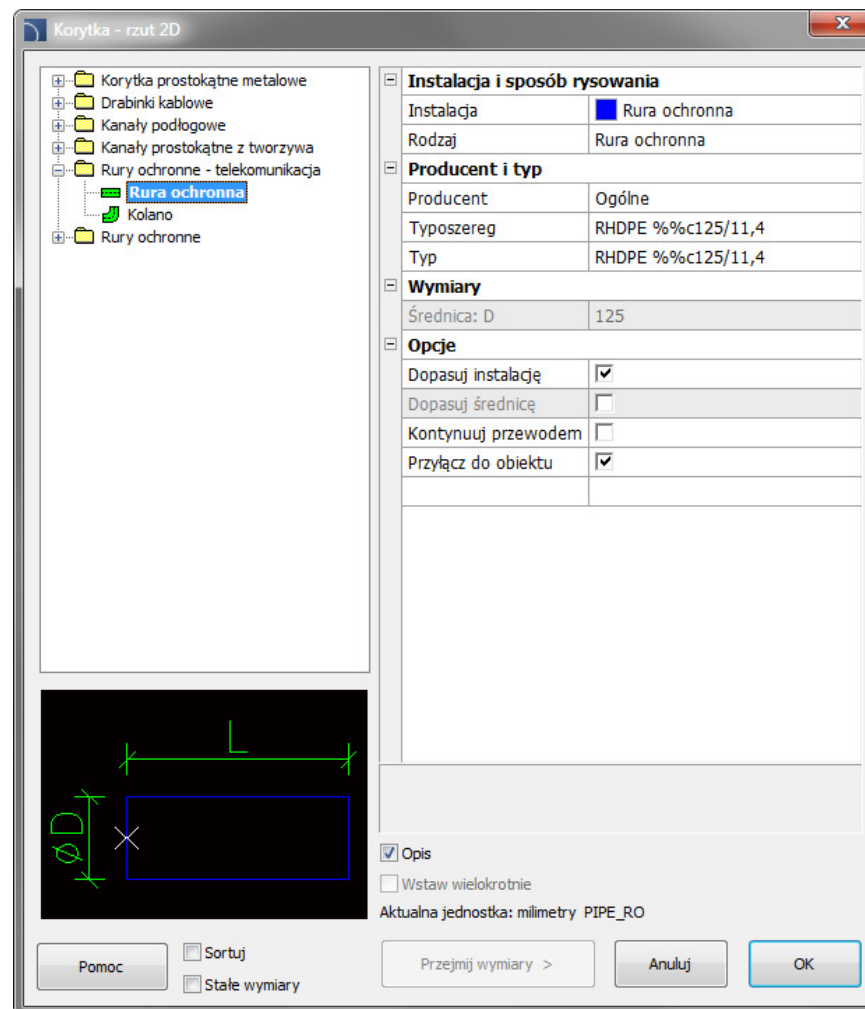 Korytka - rzut 2D
Korytka prostokątne metalowe
Drabinki kablowe
Kanały podłogowe
Kanały prostokątne z tworzywa
Rury ochronne - telekomunikacja
Rura ochronna
Kolano
Rury ochronne
Instalacja i sposób rysowania
Instalacja Rura ochronna
Rodzaj Rura ochronna
Producent i typ
Producent Ogólne
Typoszereg RHDPE %%c125/11,4
Typ RHDPE %%c125/11,4
Wymiary
Średnica: D 125
Opcje
Dopasuj instalację
Dopasuj średnicę
Kontynuuj przewodem
Przyłącz do obiektu
L
ØD
Opis
Wstaw wielokrotnie
Aktualna jednostka: milimetry PIPE_RO
Pomoc
Sortuj
Stałe wymiary
Przejmij wymiary >
Anuluj
OK